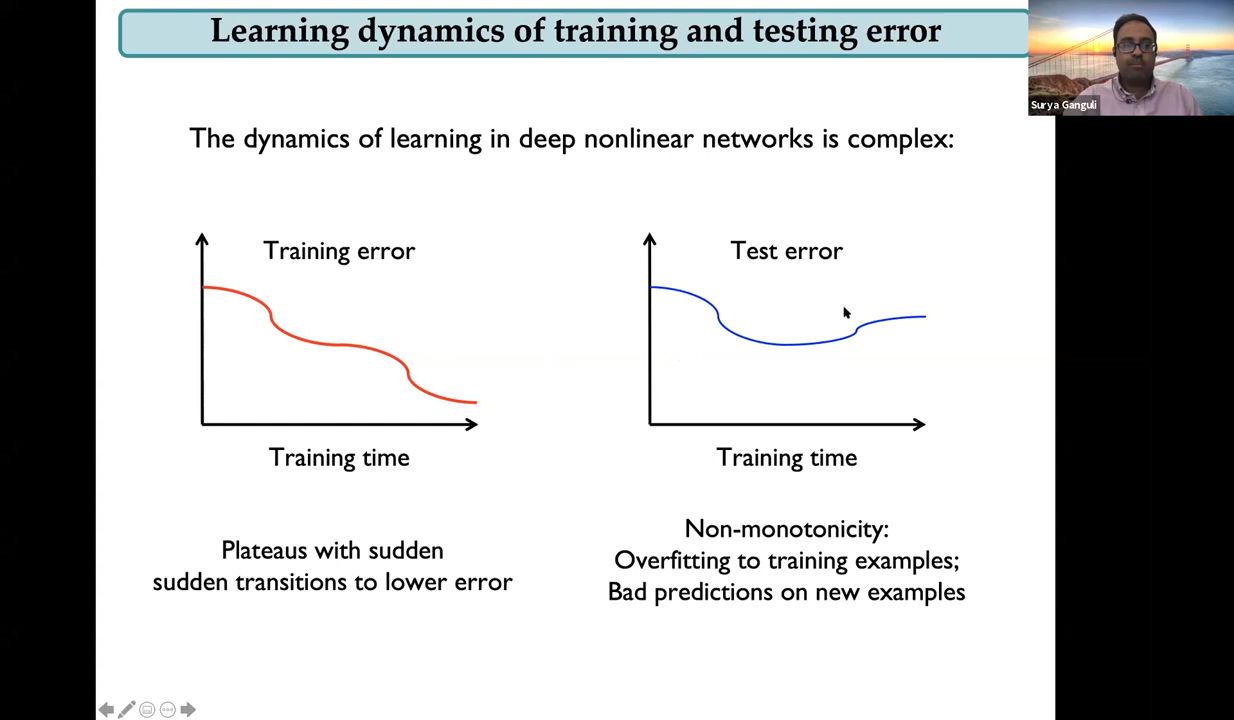 Learning dynamics of training and testing error
Surya Ganguli
The dynamics of learning in deep nonlinear networks is complex:
Training error
Training time
Plateaus with sudden
sudden transitions to lower error
Test error
Training time
Non-monotonicity:
Overfitting to training examples;
Bad predictions on new examples